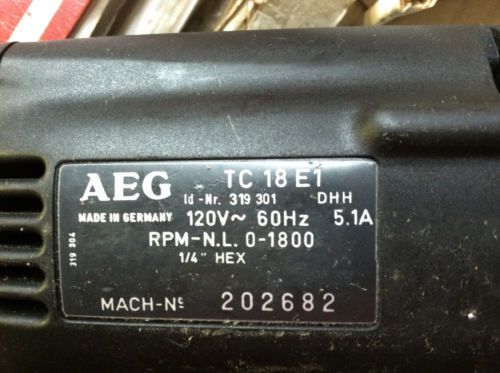 AEG TC 18 E1
Id-Nr. 319 301 DHH
MADE IN GERMANY 120V~ 60Hz 5.1A
RPM-N.L. 0-1800
1/4" HEX
MACH-Nº 202682
319 304